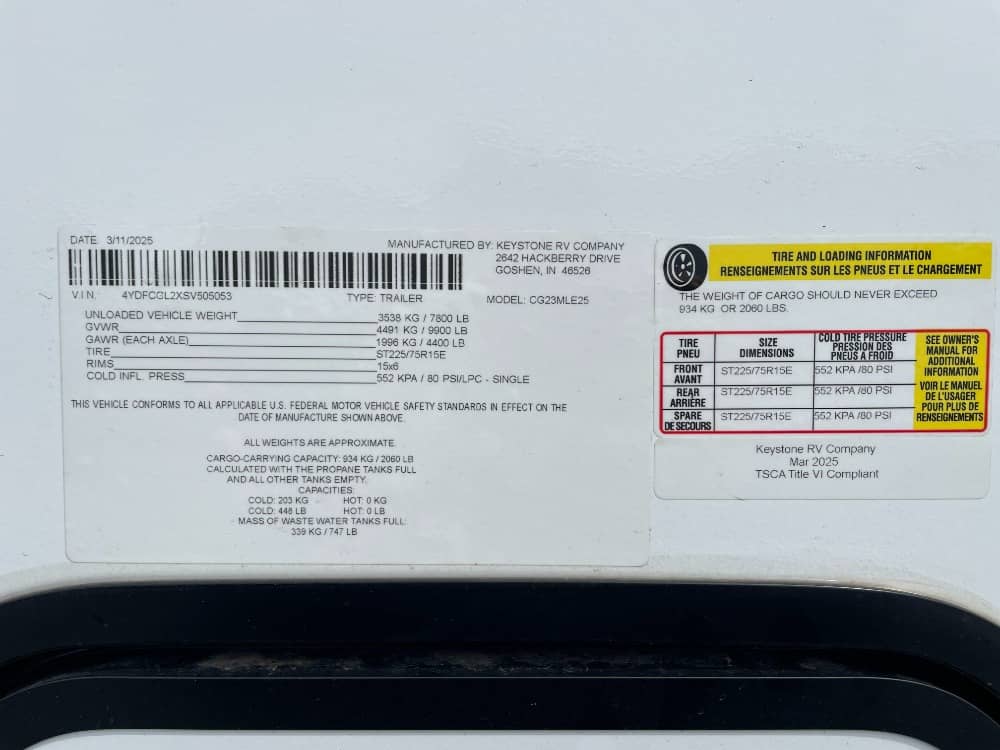 DATE: 3/11/2025
MANUFACTURED BY: KEYSTONE RV COMPANY
2642 HACKBERRY DRIVE
GOSHEN, IN 46526
V.I.N. 4YDFCGL2XSV505053 TYPE: TRAILER MODEL: CG23MLE25
UNLOADED VEHICLE WEIGHT 3538 KG / 7800 LB
GVWR 4491 KG / 9900 LB
GAWR (EACH AXLE) 1996 KG / 4400 LB
TIRE ST225/75R15E
RIMS 15x6
COLD INFL. PRESS 552 KPA / 80 PSI/LPC - SINGLE
THIS VEHICLE CONFORMS TO ALL APPLICABLE U.S. FEDERAL MOTOR VEHICLE SAFETY STANDARDS IN EFFECT ON THE
DATE OF MANUFACTURE SHOWN ABOVE.
ALL WEIGHTS ARE APPROXIMATE.
CARGO-CARRYING CAPACITY: 934 KG / 2060 LB
CALCULATED WITH THE PROPANE TANKS FULL
AND ALL OTHER TANKS EMPTY.
CAPACITIES:
COLD: 203 KG HOT: 0 KG
COLD: 448 LB HOT: 0 LB
MASS OF WASTE WATER TANKS FULL:
339 KG / 747 LB
TIRE AND LOADING INFORMATION
RENSEIGNEMENTS SUR LES PNEUS ET LE CHARGEMENT
THE WEIGHT OF CARGO SHOULD NEVER EXCEED
934 KG OR 2060 LBS.
TIRE
PNEU
SIZE
DIMENSIONS
COLD TIRE PRESSURE
PRESSION DES
PNEUS A FROID
FRONT
AVANT
ST225/75R15E 552 KPA /80 PSI
REAR
ARRIÈRE
ST225/75R15E 552 KPA /80 PSI
SPARE
DE SECOURS
ST225/75R15E 552 KPA /80 PSI
SEE OWNER'S
MANUAL FOR
ADDITIONAL
INFORMATION
VOIR LE MANUEL
DE L'USAGER
POUR PLUS DE
RENSEIGNEMENTS
Keystone RV Company
Mar 2025
TSCA Title VI Compliant